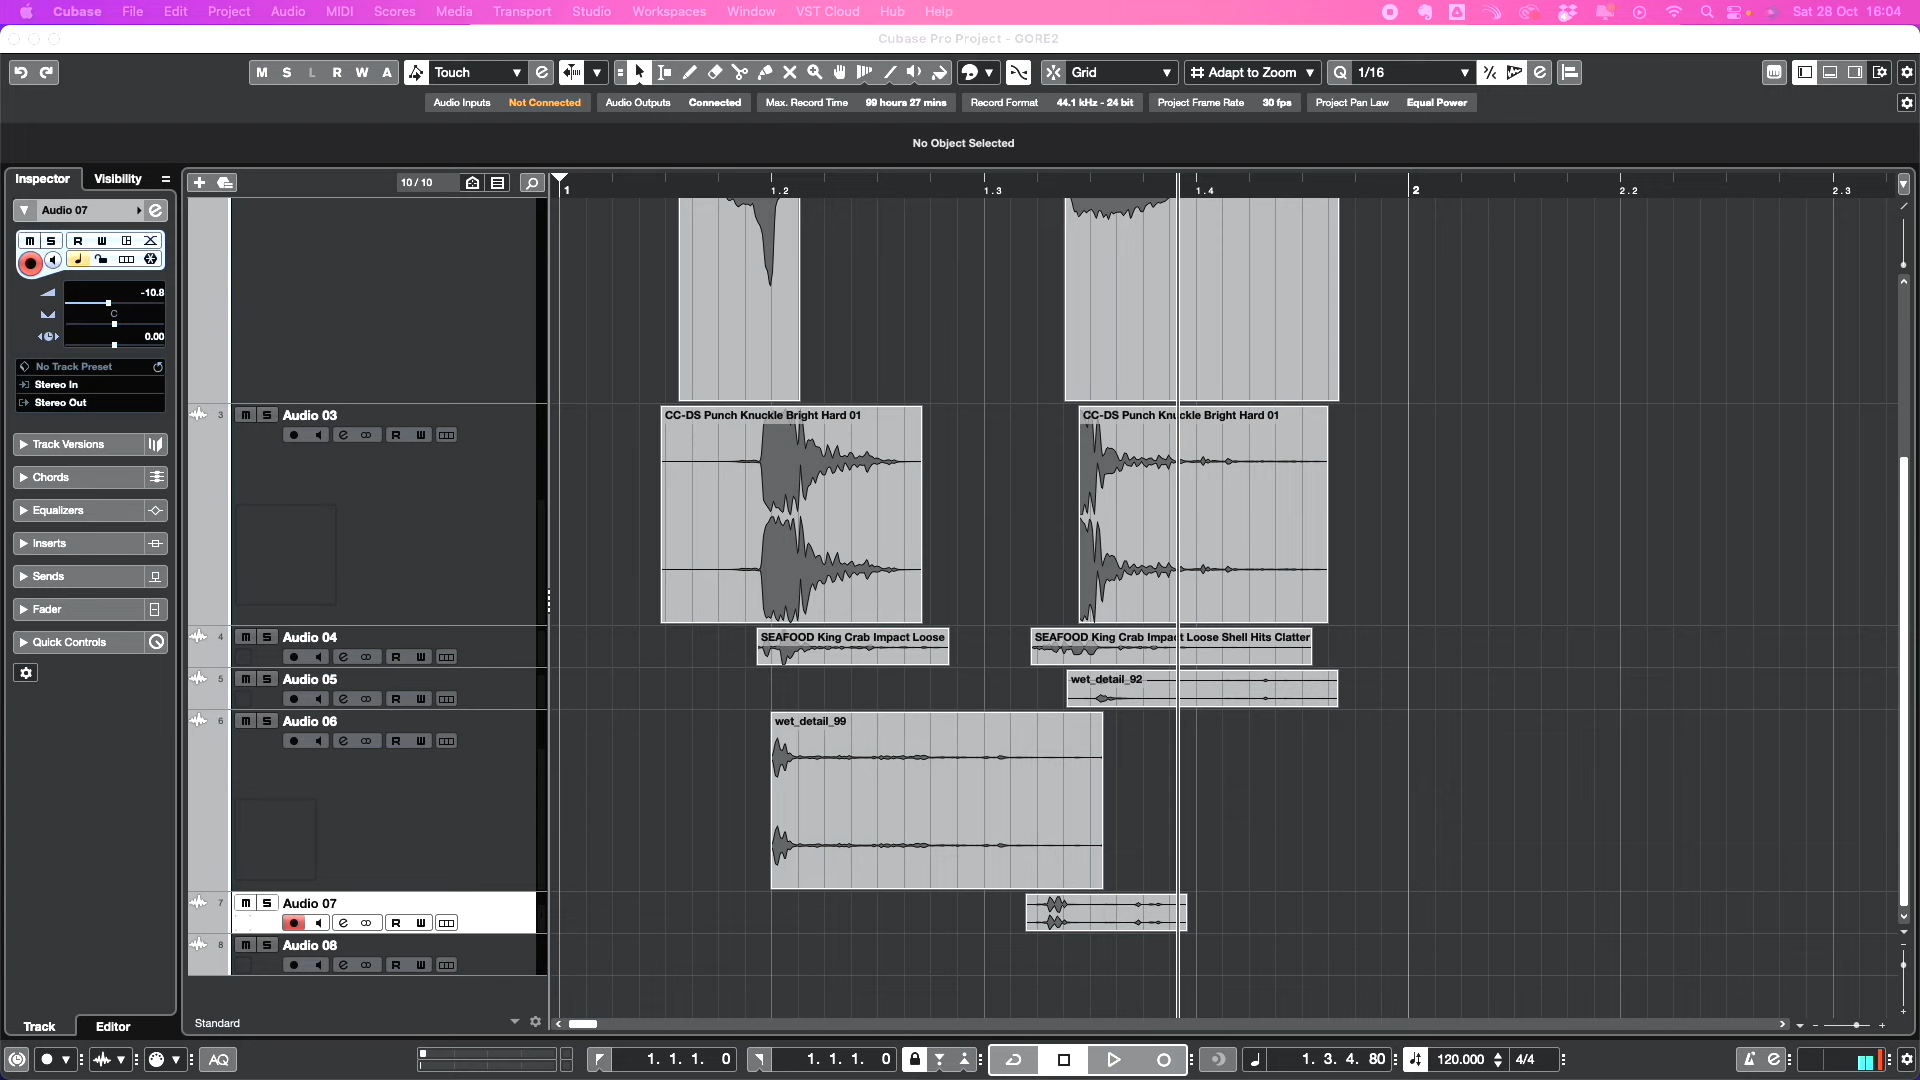 Cubase File Edit Project Audio MIDI Scores Media Transport Studio Workspaces Window VST Cloud Hub Help Sat 28 Oct 16:04
Cubase Pro Project - GORE2
M S L R W A Touch Grid Adapt to Zoom Q 1/16
Audio Inputs Not Connected Audio Outputs Connected Max. Record Time 99 hours 27 mins Record Format 44.1 kHz - 24 bit Project Frame Rate 30 fps Project Pan Law Equal Power
No Object Selected
Inspector Visibility
10 / 10
1 1.2 1.3 1.4 2 2.2 2.3
Audio 07
M S R W
-10.8
C
0.00
No Track Preset
Stereo In
Stereo Out
Track Versions
Chords
Equalizers
Inserts
Sends
Fader
Quick Controls
3 M S Audio 03
R W
CC-DS Punch Knuckle Bright Hard 01
CC-DS Punch Knuckle Bright Hard 01
4 M S Audio 04
R W
SEAFOOD King Crab Impact Loose
SEAFOOD King Crab Impact Loose Shell Hits Clatter
5 M S Audio 05
R W
wet_detail_92
6 M S Audio 06
R W
wet_detail_99
7 M S Audio 07
R W
8 M S Audio 08
R W
Standard
Track Editor
AQ
1. 1. 1. 0
1. 1. 1. 0
1. 3. 4. 80
120.000
4/4